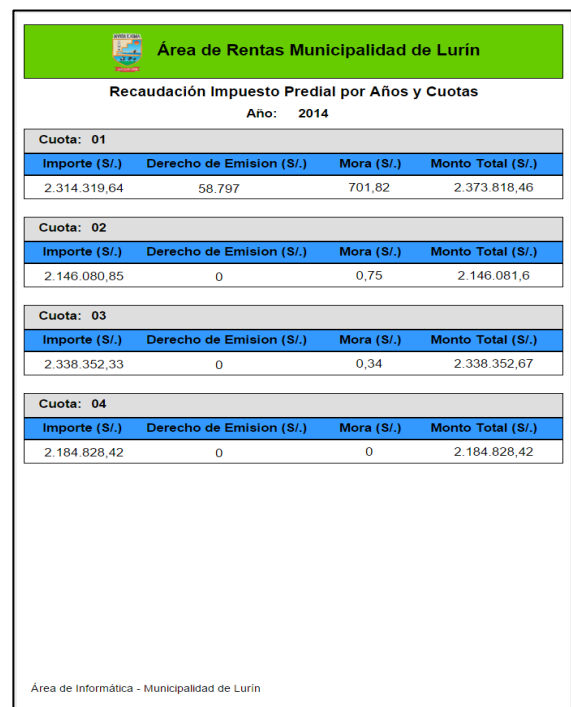 Área de Rentas Municipalidad de Lurín
Recaudación Impuesto Predial por Años y Cuotas
Año: 2014
Cuota: 01
Importe (S/.) Derecho de Emision (S/.) Mora (S/.) Monto Total (S/.)
2.314.319,64 58.797 701,82 2.373.818,46
Cuota: 02
Importe (S/.) Derecho de Emision (S/.) Mora (S/.) Monto Total (S/.)
2.146.080,85 0 0,75 2.146.081,6
Cuota: 03
Importe (S/.) Derecho de Emision (S/.) Mora (S/.) Monto Total (S/.)
2.338.352,33 0 0,34 2.338.352,67
Cuota: 04
Importe (S/.) Derecho de Emision (S/.) Mora (S/.) Monto Total (S/.)
2.184.828,42 0 0 2.184.828,42
Área de Informática - Municipalidad de Lurín